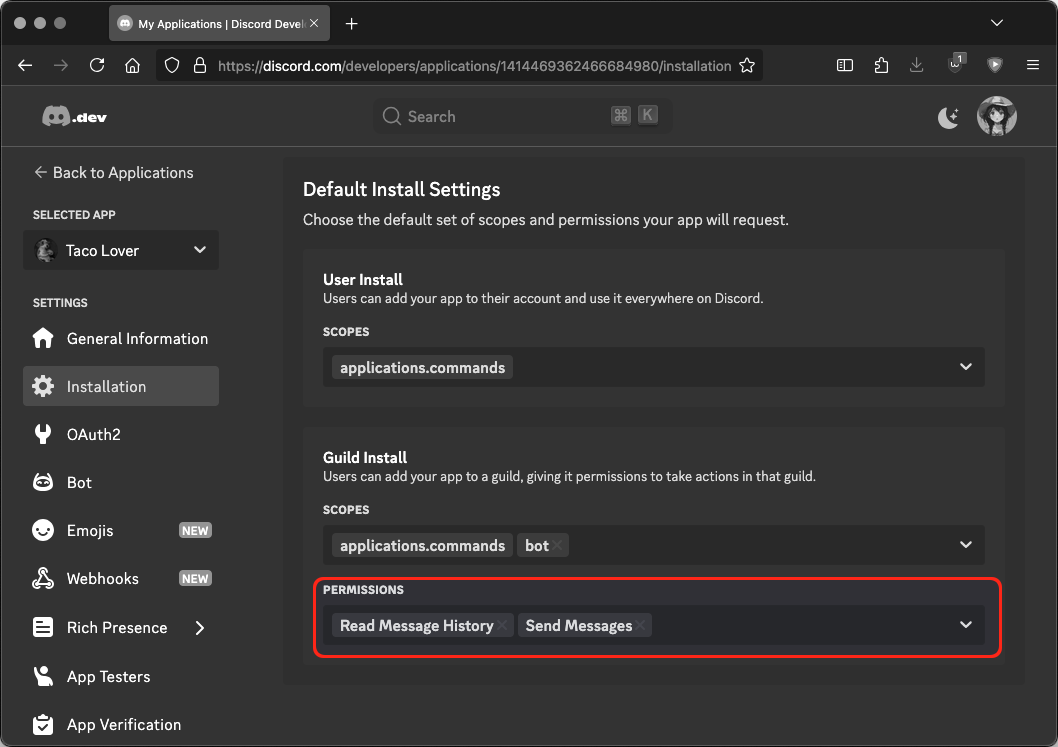 My Applications | Discord Devel
https://discord.com/developers/applications/1414469362466684980/installation
1
.dev
Search
⌘ K
Back to Applications
SELECTED APP
Taco Lover
SETTINGS
General Information
Installation
OAuth2
Bot
Emojis NEW
Webhooks NEW
Rich Presence
App Testers
App Verification
Default Install Settings
Choose the default set of scopes and permissions your app will request.
User Install
Users can add your app to their account and use it everywhere on Discord.
SCOPES
applications.commands
Guild Install
Users can add your app to a guild, giving it permissions to take actions in that guild.
SCOPES
applications.commands bot
PERMISSIONS
Read Message History Send Messages